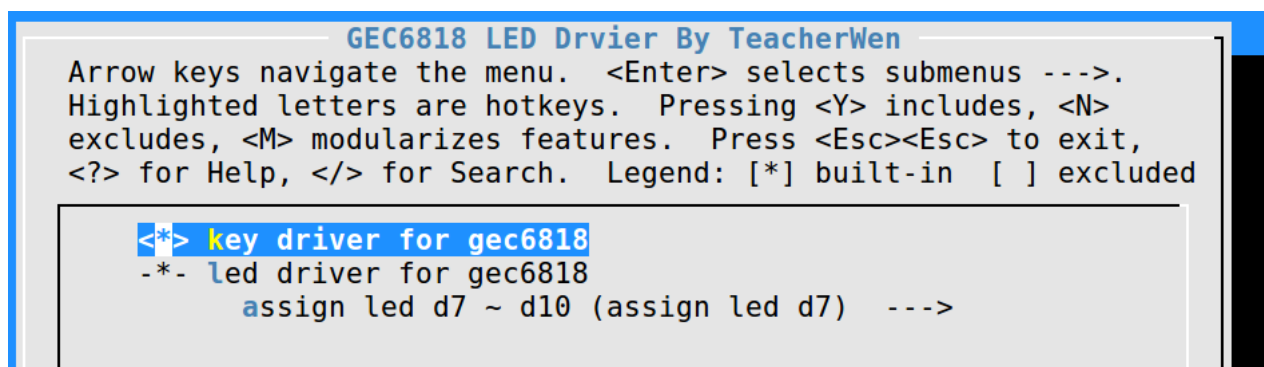 GEC6818 LED Drvier By TeacherWen
Arrow keys navigate the menu.  <Enter> selects submenus --->.
Highlighted letters are hotkeys.  Pressing <Y> includes, <N>
excludes, <M> modularizes features.  Press <Esc><Esc> to exit,
<?> for Help, </> for Search.  Legend: [*] built-in  [ ] excluded
<*> key driver for gec6818
-*- led driver for gec6818
assign led d7 ~ d10 (assign led d7)  --->